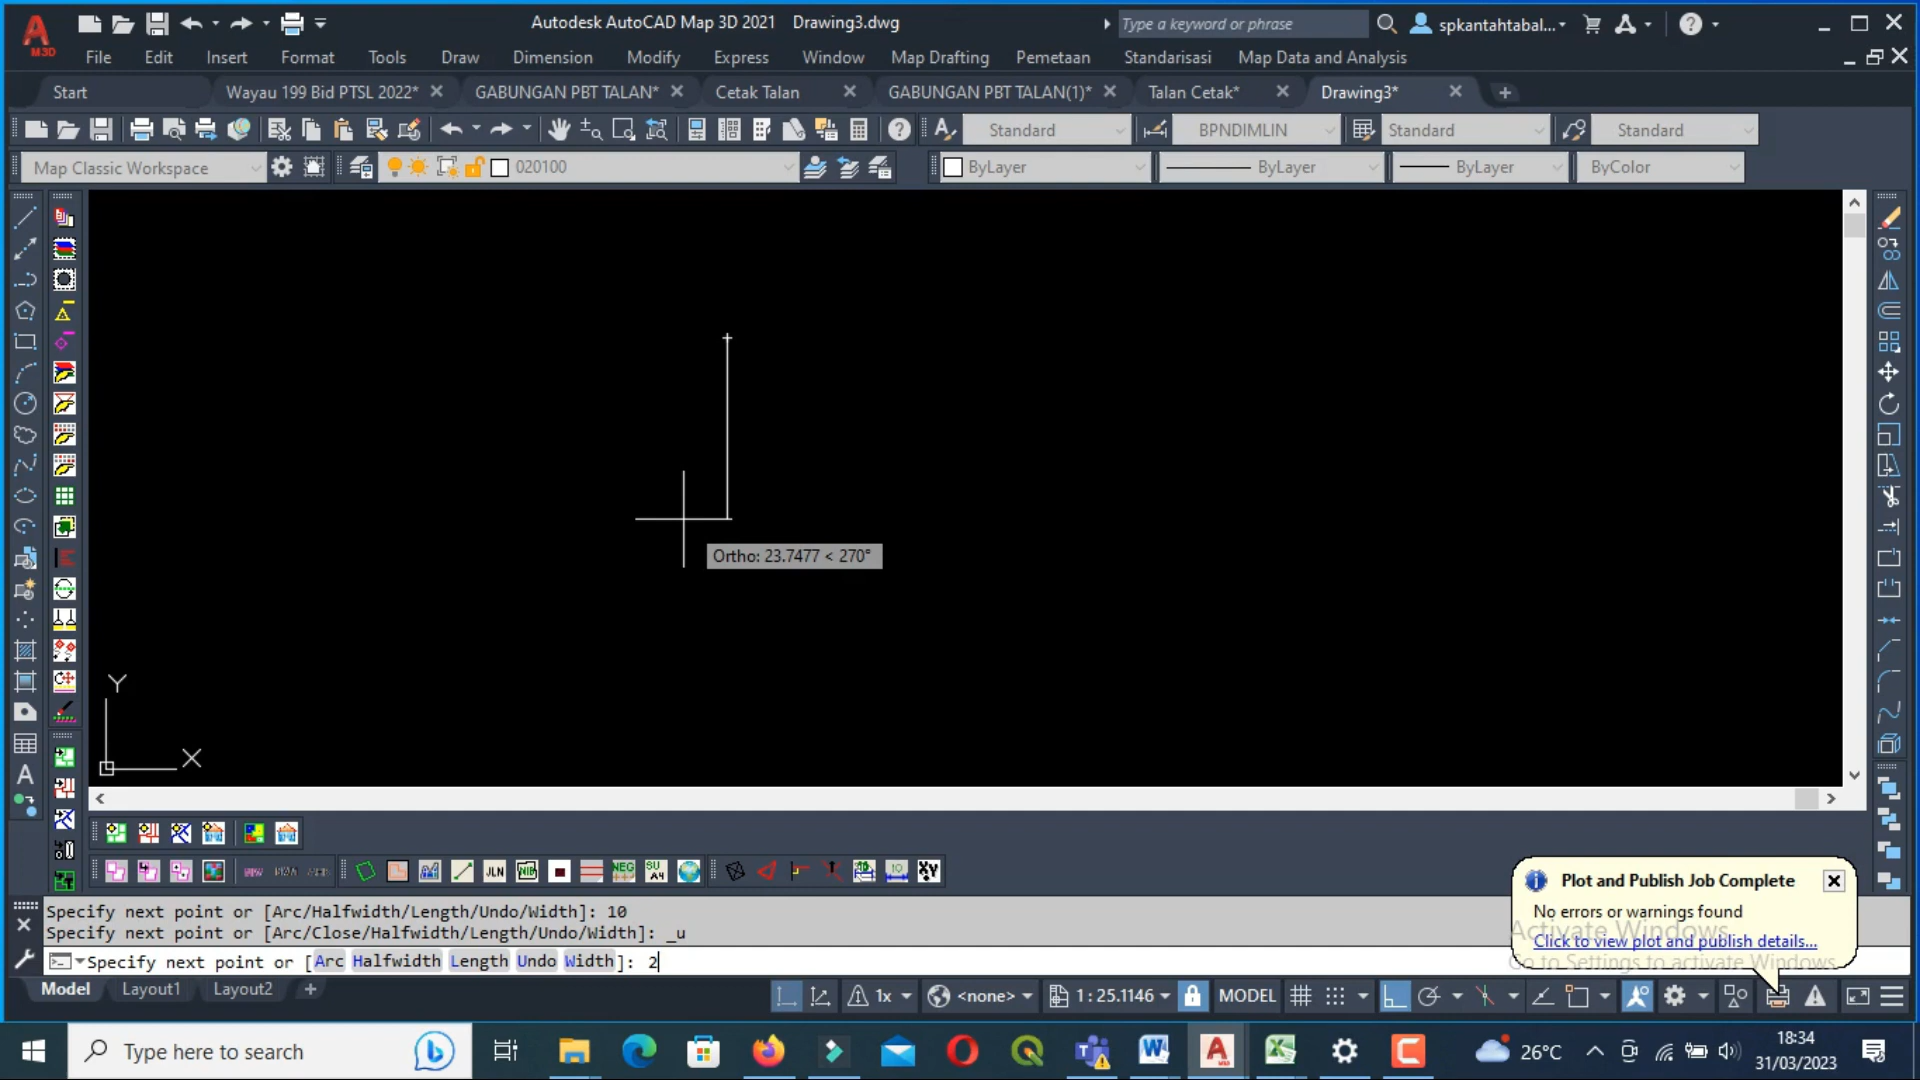 Autodesk AutoCAD Map 3D 2021 Drawing3.dwg
Type a keyword or phrase
spkantahtabal...
M3D
File Edit Insert Format Tools Draw Dimension Modify Express Window Map Drafting Pemetaan Standarisasi Map Data and Analysis
Start
Wayau 199 Bid PTSL 2022*
GABUNGAN PBT TALAN*
Cetak Talan
GABUNGAN PBT TALAN(1)*
Talan Cetak*
Drawing3*
Standard
BPNDIMLIN
Standard
Standard
Map Classic Workspace
020100
ByLayer
ByLayer
ByLayer
ByColor
Ortho: 23.7477 < 270°
Y
X
JLN
NIB
NEG
SU
A4
XY
Specify next point or [Arc/Halfwidth/Length/Undo/Width]: 10
Specify next point or [Arc/Close/Halfwidth/Length/Undo/Width]: _u
Specify next point or [Arc Halfwidth Length Undo Width]: 2
Plot and Publish Job Complete
No errors or warnings found
Click to view plot and publish details...
Activate Windows
Go to Settings to activate Windows.
Model Layout1 Layout2
1x
<none>
1 : 25.1146
MODEL
Type here to search
26°C
18:34
31/03/2023